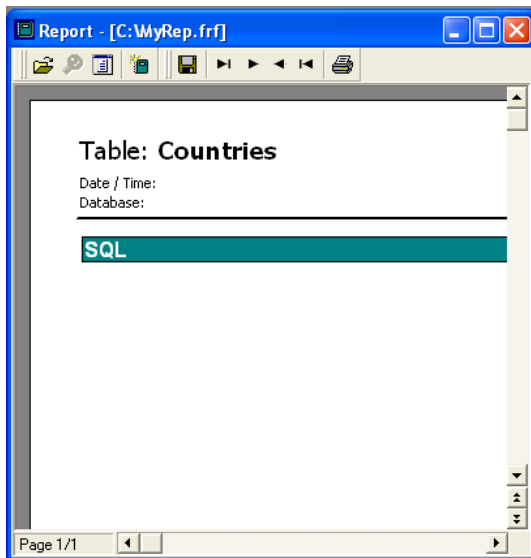 Report - [C:\MyRep.frf]
Table: Countries
Date / Time:
Database:
SQL
Page 1/1